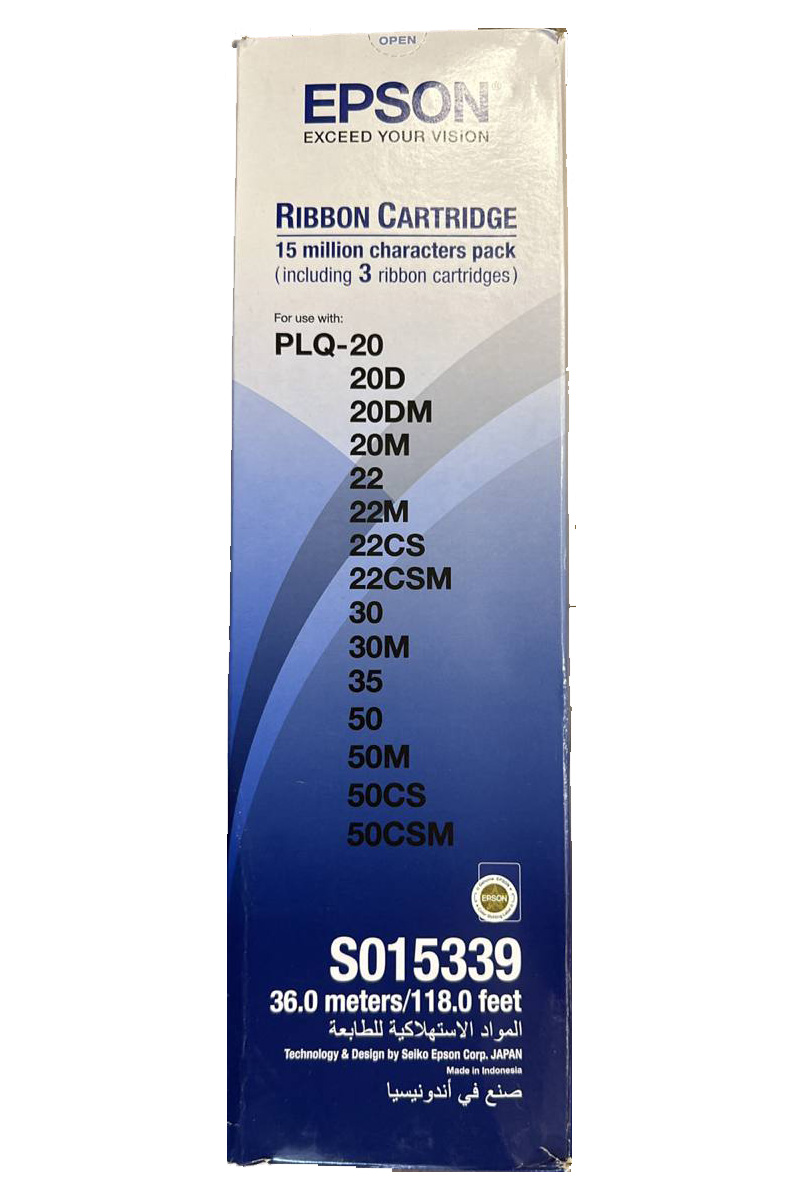 OPEN
EPSON®
EXCEED YOUR VISION
RIBBON CARTRIDGE
15 million characters pack
(including 3 ribbon cartridges)
For use with:
PLQ-20
20D
20DM
20M
22
22M
22CS
22CSM
30
30M
35
50
50M
50CS
50CSM
EPSON
S015339
36.0 meters/118.0 feet
المواد الاستهلاكية للطابعة
Technology & Design by Seiko Epson Corp. JAPAN
Made in Indonesia
صنع في أندونيسيا